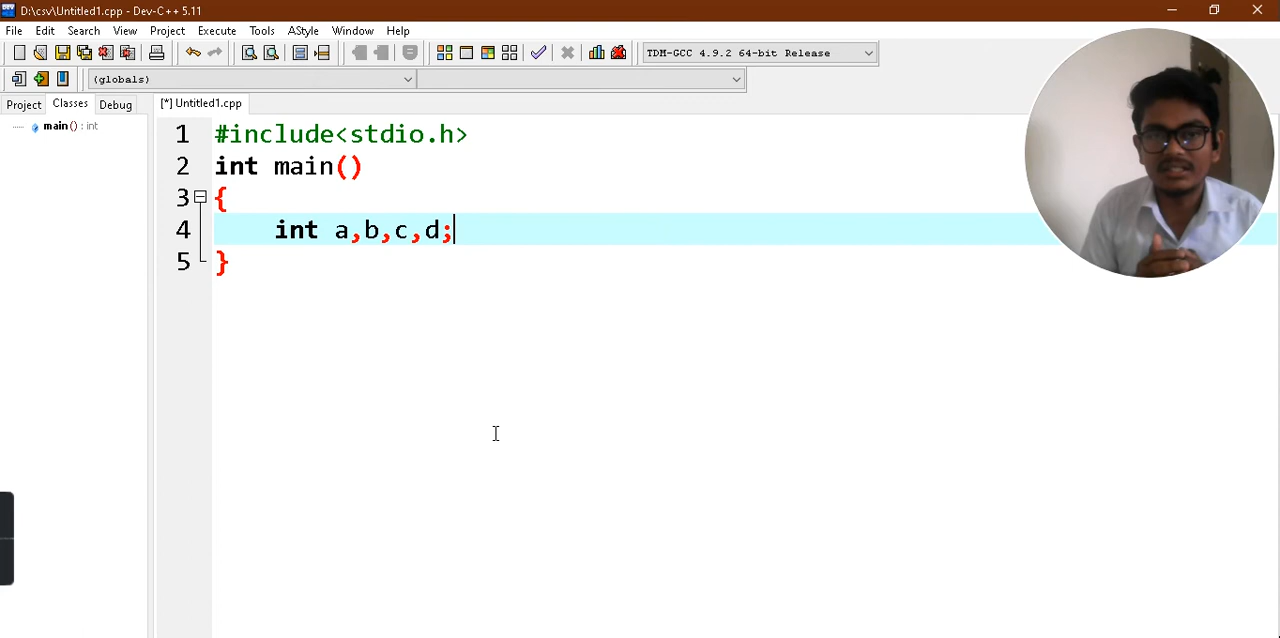 DEV D:\csv\Untitled1.cpp - Dev-C++ 5.11
File Edit Search View Project Execute Tools AStyle Window Help
TDM-GCC 4.9.2 64-bit Release
(globals)
Project Classes Debug [*] Untitled1.cpp
main() : int
1 #include<stdio.h>
2 int main()
3 {
4 int a,b,c,d;
5 }